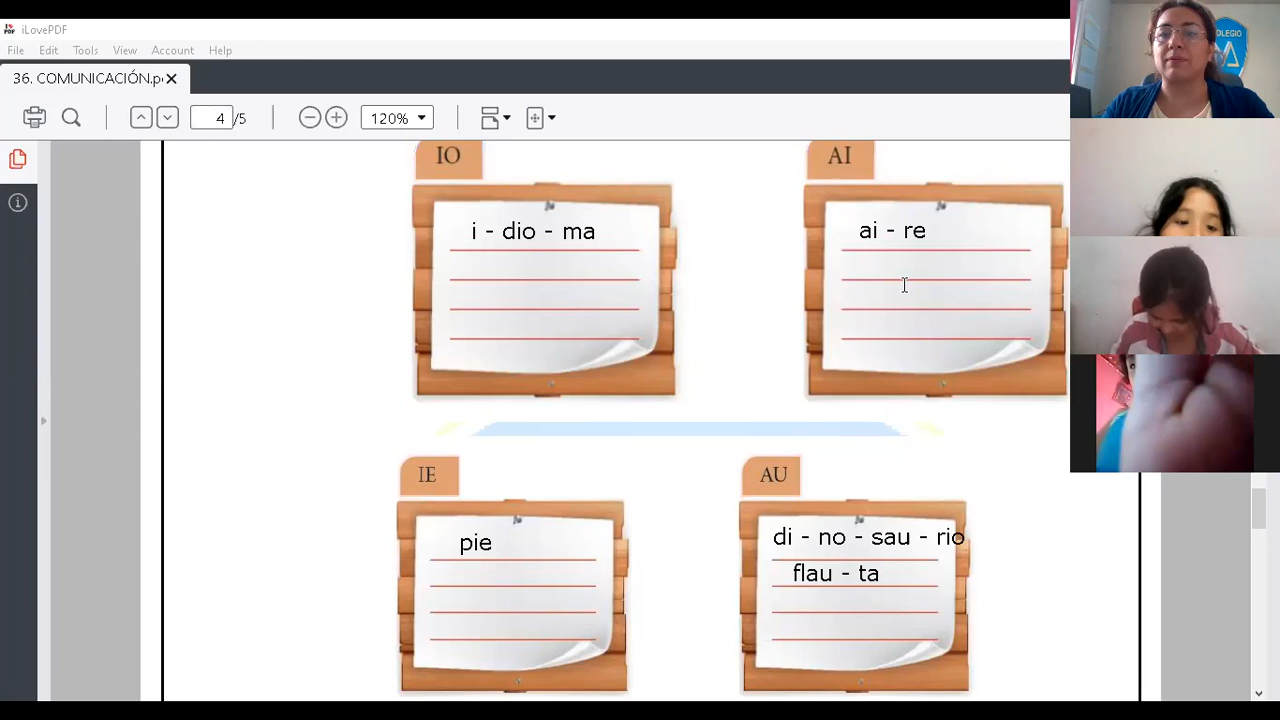 iLovePDF
File Edit Tools View Account Help
36. COMUNICACIÓN.p
4 /5 120%
IO AI
i - dio - ma
ai - re
IE AU
pie
di - no - sau - rio
flau - ta